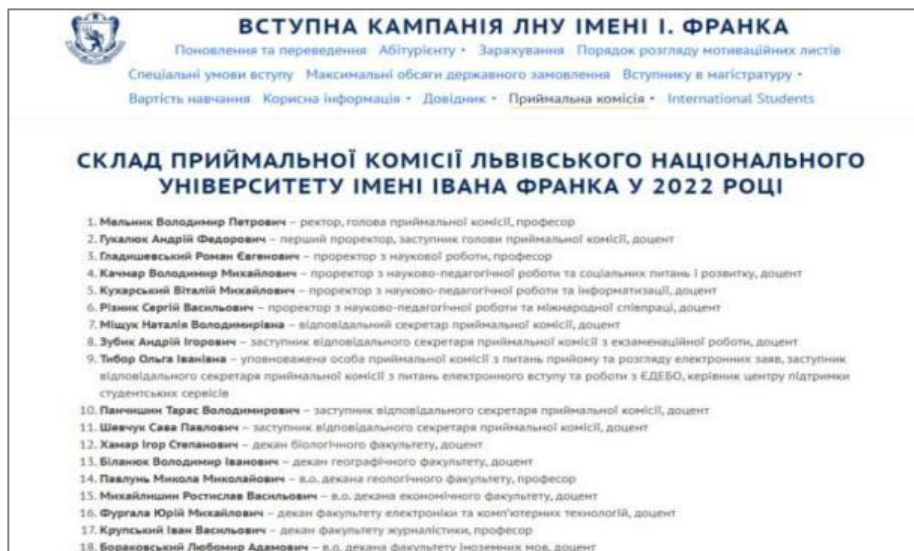 ВСТУПНА КАМПАНІЯ ЛНУ ІМЕНІ І. ФРАНКА
Поновлення та переведення Абітурієнту Зарахування Порядок розгляду мотиваційних листів
Спеціальні умови вступу Максимальні обсяги державного замовлення Вступнику в магістратуру
Вартість навчання Корисна інформація Довідник Приймальна комісія International Students
СКЛАД ПРИЙМАЛЬНОЇ КОМІСІЇ ЛЬВІВСЬКОГО НАЦІОНАЛЬНОГО
УНІВЕРСИТЕТУ ІМЕНІ ІВАНА ФРАНКА У 2022 РОЦІ
1. Мельник Володимир Петрович – ректор, голова приймальної комісії, професор
2. Гукалюк Андрій Федорович – перший проректор, заступник голови приймальної комісії, доцент
3. Гладишевський Роман Євгенович – проректор з наукової роботи, професор
4. Качмар Володимир Михайлович – проректор з науково-педагогічної роботи та соціальних питань і розвитку, доцент
5. Кухарський Віталій Михайлович – проректор з науково-педагогічної роботи та інформатизації, доцент
6. Різник Сергій Васильович – проректор з науково-педагогічної роботи та міжнародної співпраці, доцент
7. Міщук Наталія Володимирівна – відповідальний секретар приймальної комісії, доцент
8. Зубик Андрій Ігорович – заступник відповідального секретаря приймальної комісії з екзаменаційної роботи, доцент
9. Тибор Ольга Іванівна – уповноважена особа приймальної комісії з питань прийому та розгляду електронних заяв, заступник
відповідального секретаря приймальної комісії з питань електронного вступу та роботи з ЄДЕБО, керівник центру підтримки
студентських сервісів
10. Панчишин Тарас Володимирович – заступник відповідального секретаря приймальної комісії, доцент
11. Шевчук Сава Павлович – заступник відповідального секретаря приймальної комісії, доцент
12. Хамар Ігор Степанович – декан біологічного факультету, доцент
13. Біланюк Володимир Іванович – декан географічного факультету, доцент
14. Павлунь Микола Миколайович – в.о. декана геологічного факультету, професор
15. Михайлишин Ростислав Васильович – в.о. декана економічного факультету, доцент
16. Фургала Юрій Михайлович – декан факультету електроніки та комп'ютерних технологій, доцент
17. Крупський Іван Васильович – декан факультету журналістики, професор
18. Бораковський Любомир Адамович – в.о. декана факультету іноземних мов, доцент